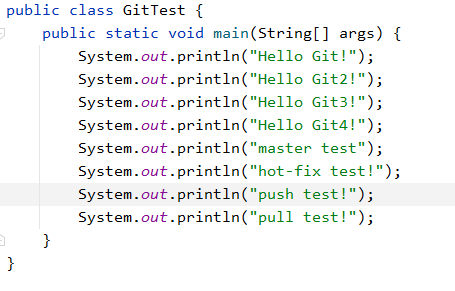 public class GitTest {
    public static void main(String[] args) {
        System.out.println("Hello Git!");
        System.out.println("Hello Git2!");
        System.out.println("Hello Git3!");
        System.out.println("Hello Git4!");
        System.out.println("master test");
        System.out.println("hot-fix test!");
        System.out.println("push test!");
        System.out.println("pull test!");
    }
}